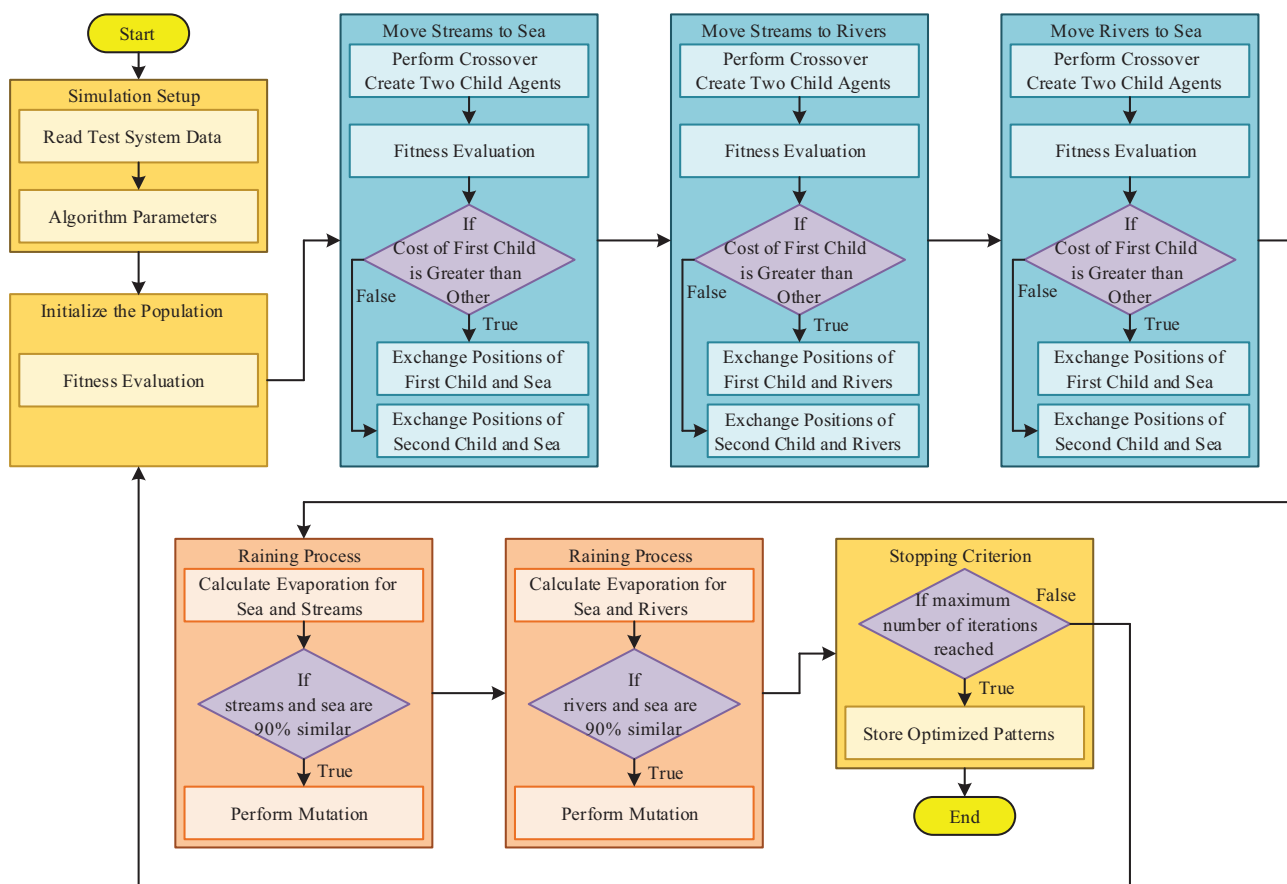 Start
Simulation Setup
Read Test System Data
Algorithm Parameters
Initialize the Population
Fitness Evaluation
Move Streams to Sea
Perform Crossover
Create Two Child Agents
Fitness Evaluation
If
Cost of First Child
is Greater than
Other
False
True
Exchange Positions of
First Child and Sea
Exchange Positions of
Second Child and Sea
Move Streams to Rivers
Perform Crossover
Create Two Child Agents
Fitness Evaluation
If
Cost of First Child
is Greater than
Other
False
True
Exchange Positions of
First Child and Rivers
Exchange Positions of
Second Child and Rivers
Move Rivers to Sea
Perform Crossover
Create Two Child Agents
Fitness Evaluation
If
Cost of First Child
is Greater than
Other
False
True
Exchange Positions of
First Child and Sea
Exchange Positions of
Second Child and Sea
Raining Process
Calculate Evaporation for
Sea and Streams
If
streams and sea are
90% similar
True
Perform Mutation
Raining Process
Calculate Evaporation for
Sea and Rivers
If
rivers and sea are
90% similar
True
Perform Mutation
Stopping Criterion
If maximum
number of iterations
reached
False
True
Store Optimized Patterns
End